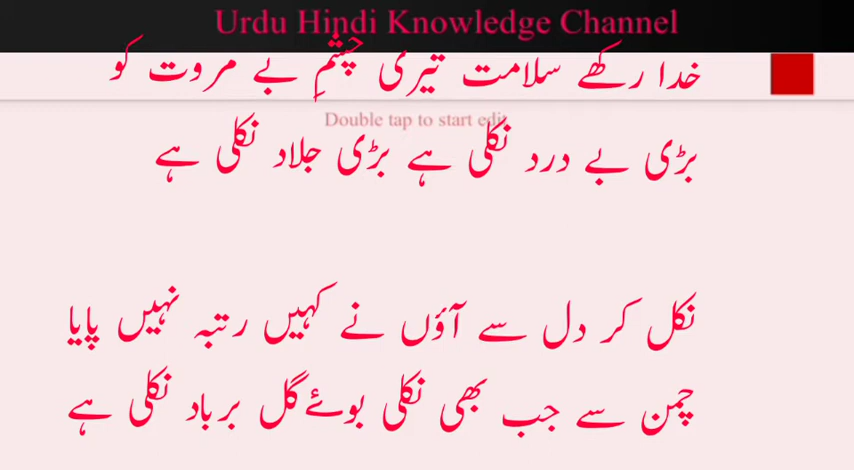 Urdu Hindi Knowledge Channel
خدا رکھے سلامت تیری چشمِ بے مروت کو
Double tap to start edit
بڑی بے درد نکلی ہے بڑی جلاد نکلی ہے
نکل کر دل سے آؤں نے کہیں رتبہ نہیں پایا
چمن سے جب بھی نکلی بوئے گل برباد نکلی ہے